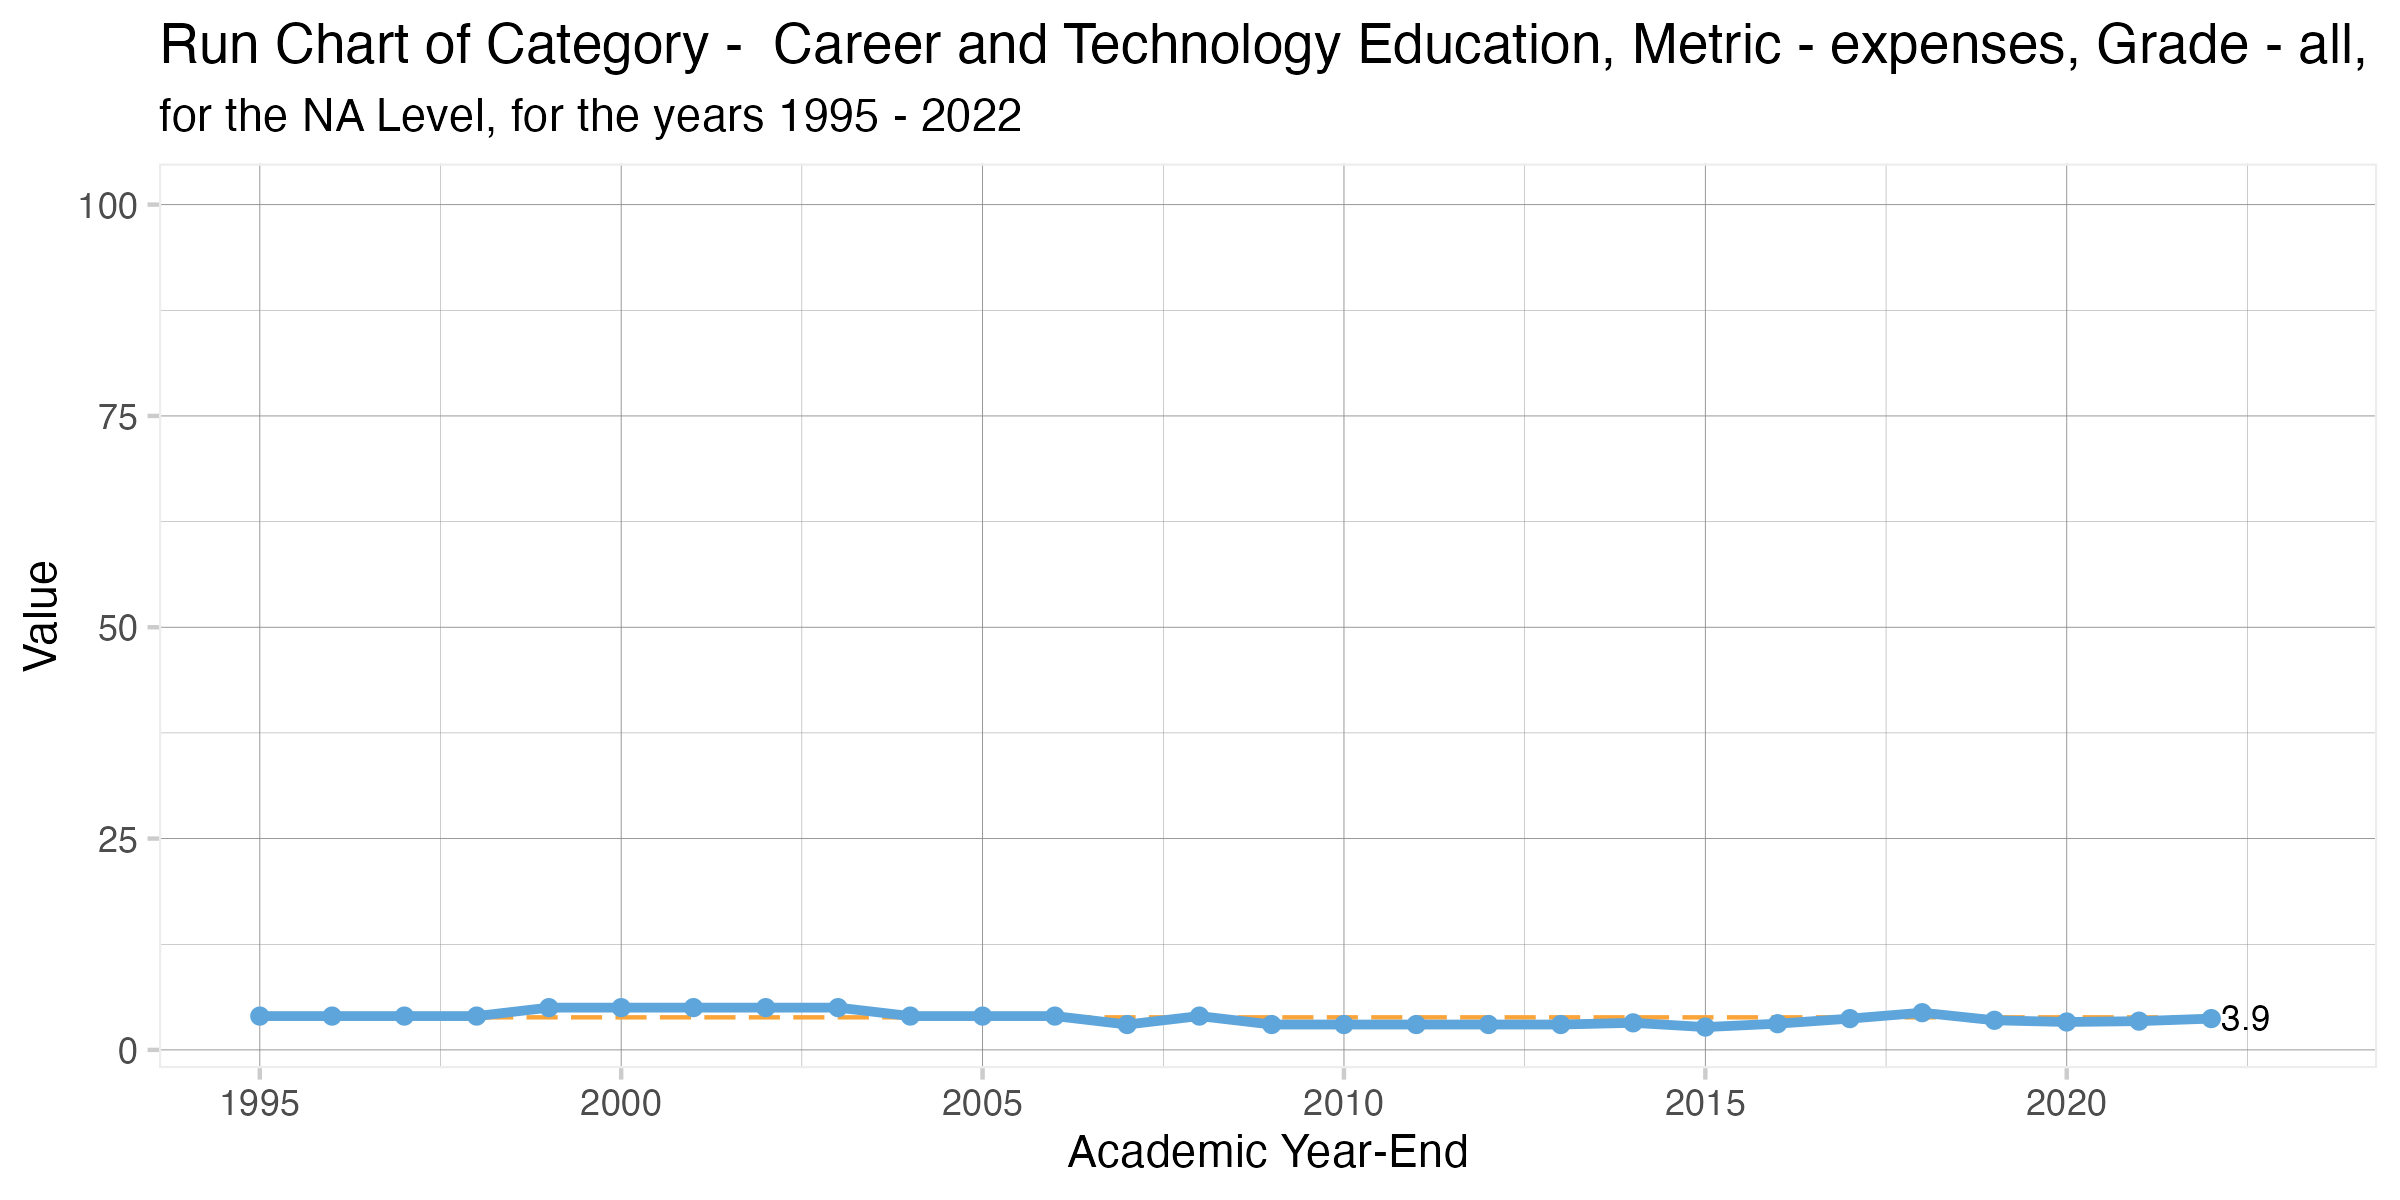 Run Chart of Category -  Career and Technology Education, Metric - expenses, Grade - all,
for the NA Level, for the years 1995 - 2022
100
75
50
25
0
Value
3.9
1995 2000 2005 2010 2015 2020
Academic Year-End